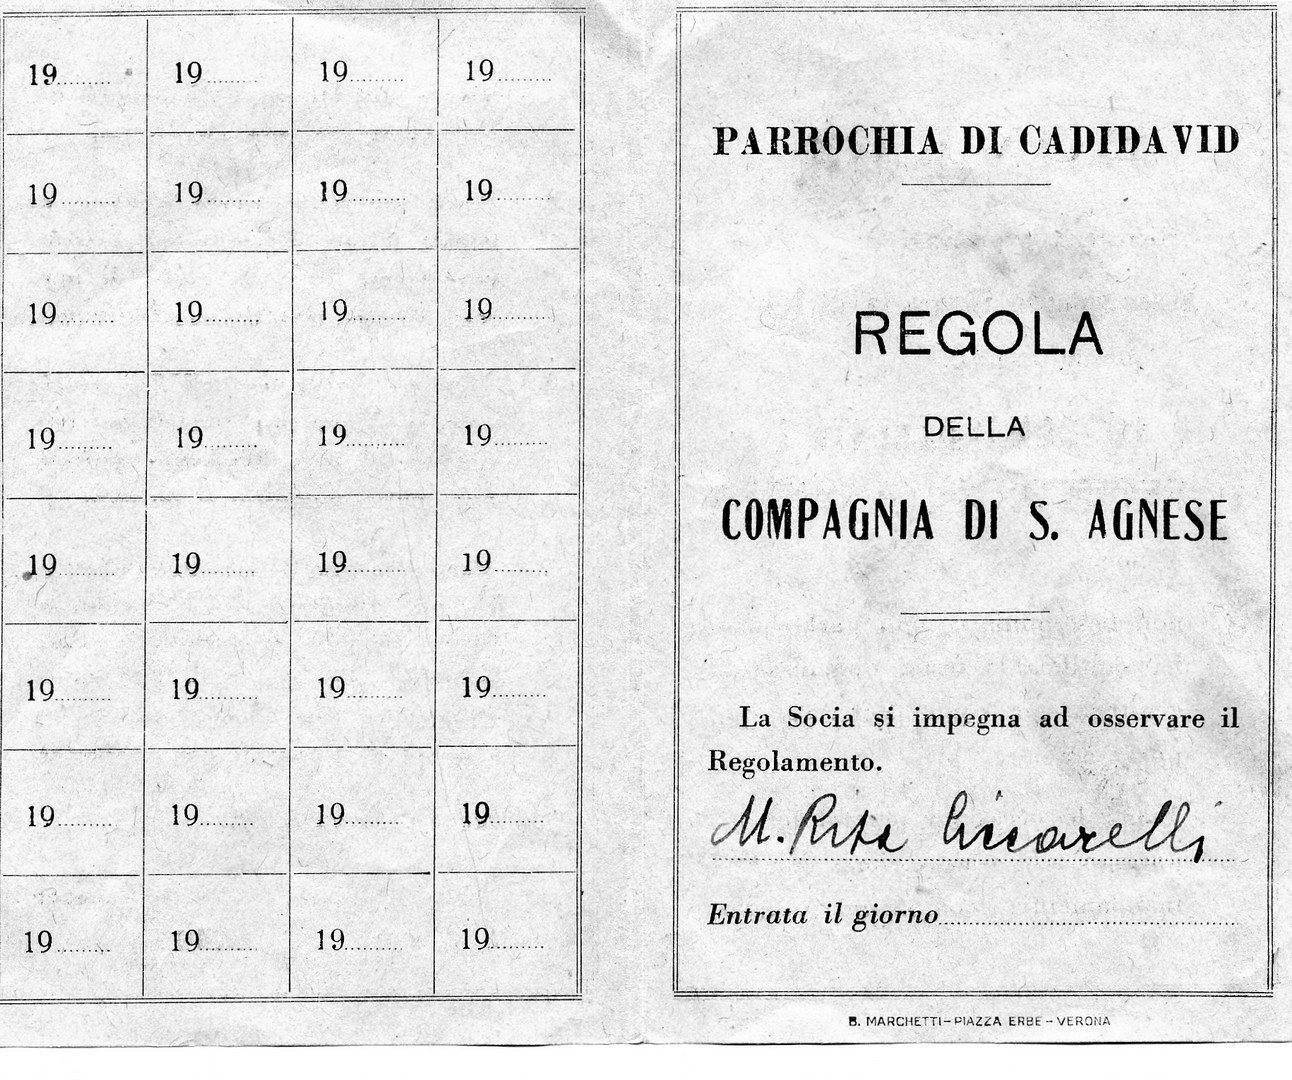 19........ 19........ 19........ 19........
19........ 19........ 19........ 19........
19........ 19........ 19........ 19........
19........ 19........ 19........ 19........
19........ 19........ 19........ 19........
19........ 19........ 19........ 19........
19........ 19........ 19........ 19........
19........ 19........ 19........ 19........
PARROCHIA DI CADIDAVID
REGOLA
DELLA
COMPAGNIA DI S. AGNESE
La Socia si impegna ad osservare il
Regolamento.
M. Rita Ciccarelli
Entrata il giorno........................
B. MARCHETTI - PIAZZA ERBE - VERONA